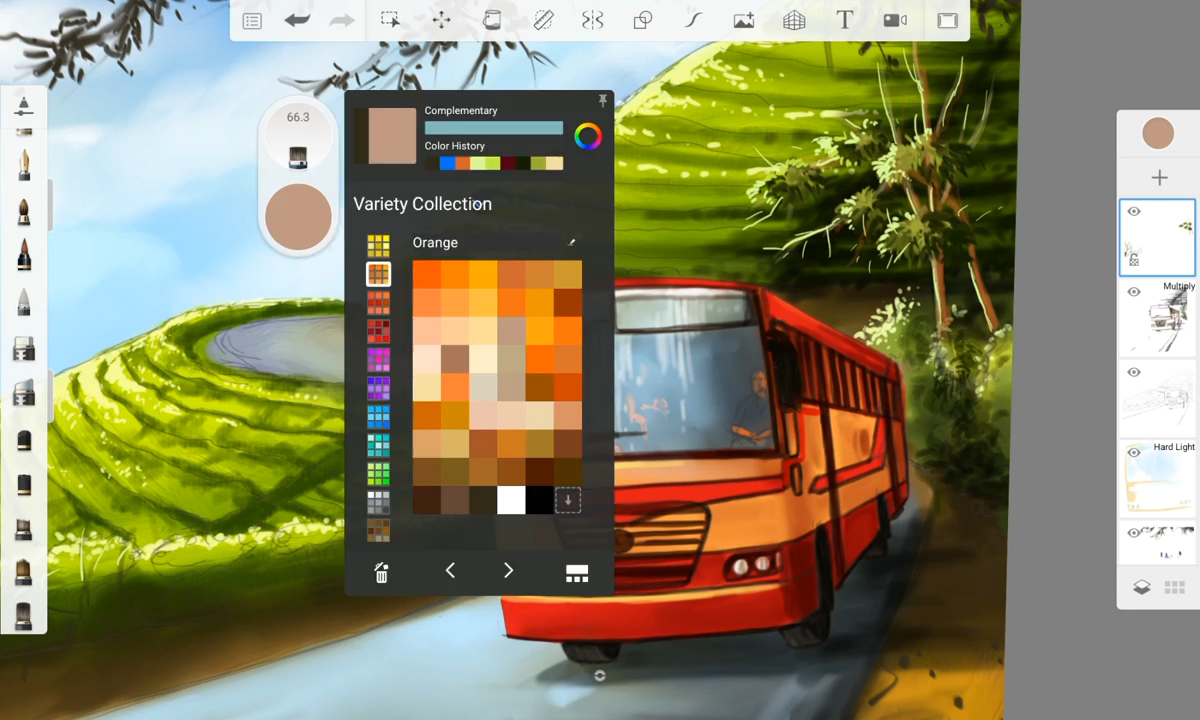 66.3
Complementary
Color History
Variety Collection
Orange
T
Multiply
Hard Light